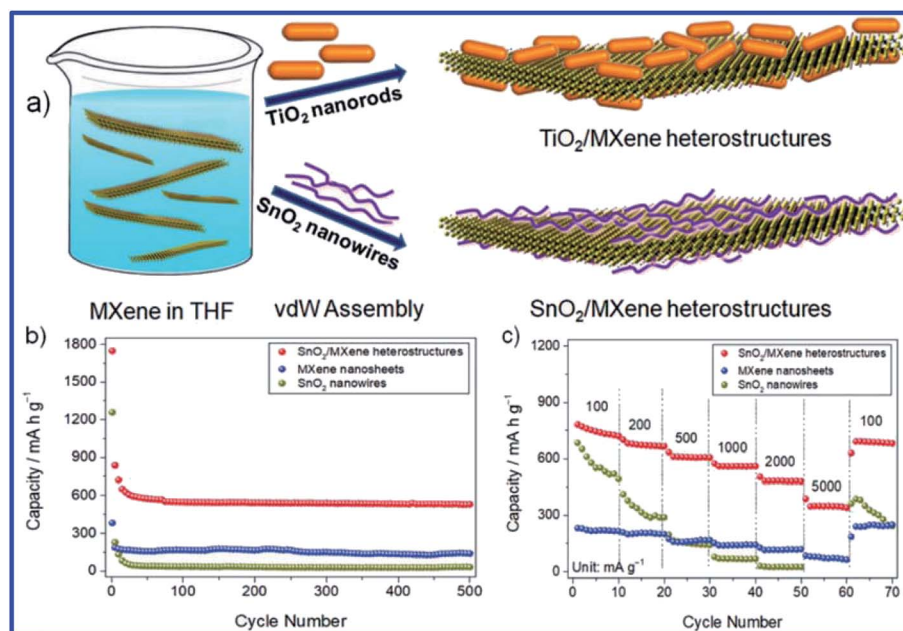 a)
TiO₂ nanorods
TiO₂/MXene heterostructures
SnO₂ nanowires
MXene in THF
vdW Assembly
SnO₂/MXene heterostructures
b)
SnO₂/MXene heterostructures
MXene nanosheets
SnO₂ nanowires
Capacity / mA h g⁻¹
1800
1500
1200
900
600
300
0
0
100
200
300
400
500
Cycle Number
c)
SnO₂/MXene heterostructures
MXene nanosheets
SnO₂ nanowires
Capacity / mA h g⁻¹
1200
900
600
300
0
100
200
500
1000
2000
5000
100
Unit: mA g⁻¹
0
10
20
30
40
50
60
70
Cycle Number